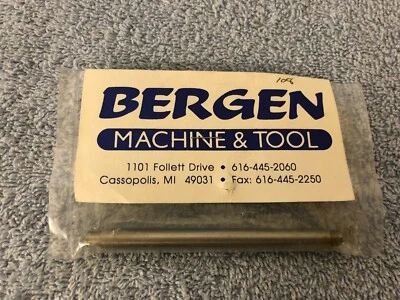 BERGEN
MACHINE & TOOL
1101 Follett Drive • 616-445-2060
Cassopolis, MI 49031 • Fax: 616-445-2250